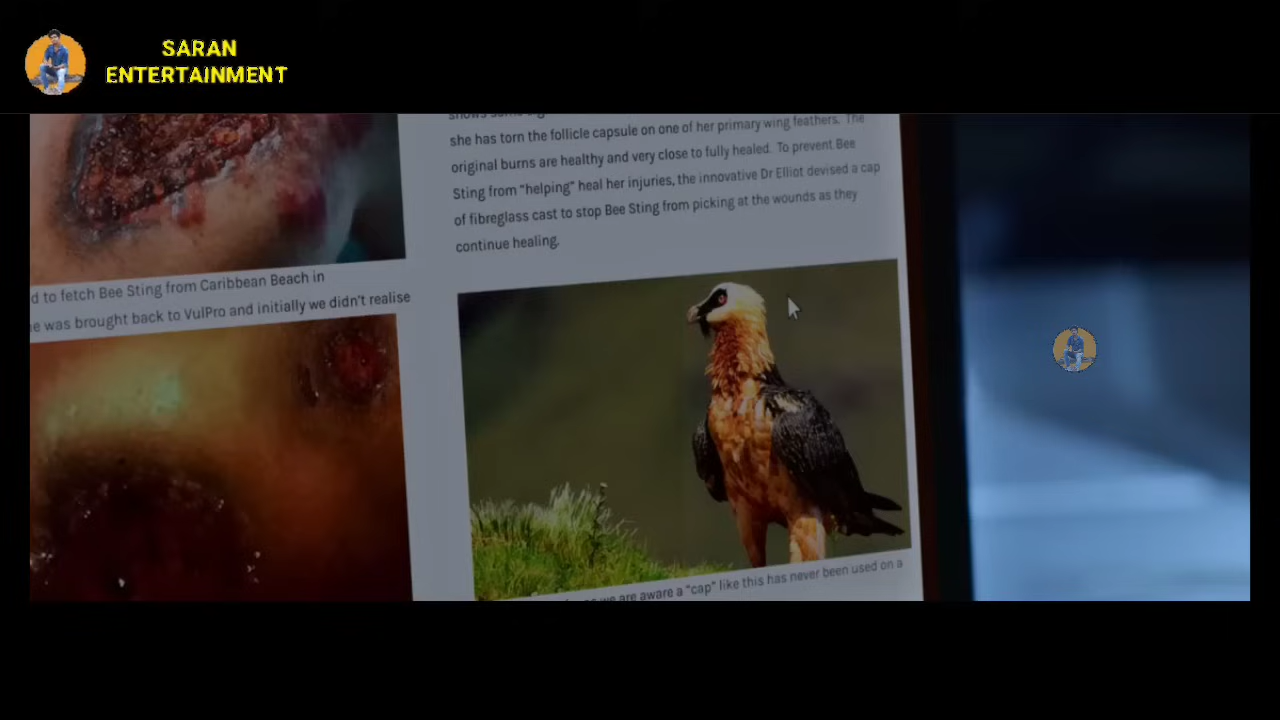 SARAN
ENTERTAINMENT
she has torn the follicle capsule on one of her primary wing feathers. The
original burns are healthy and very close to fully healed. To prevent Bee
Sting from “helping” heal her injuries, the innovative Dr Elliot devised a cap
of fibreglass cast to stop Bee Sting from picking at the wounds as they
continue healing.
d to fetch Bee Sting from Caribbean Beach in
e was brought back to VulPro and initially we didn't realise
we are aware a “cap” like this has never been used on a